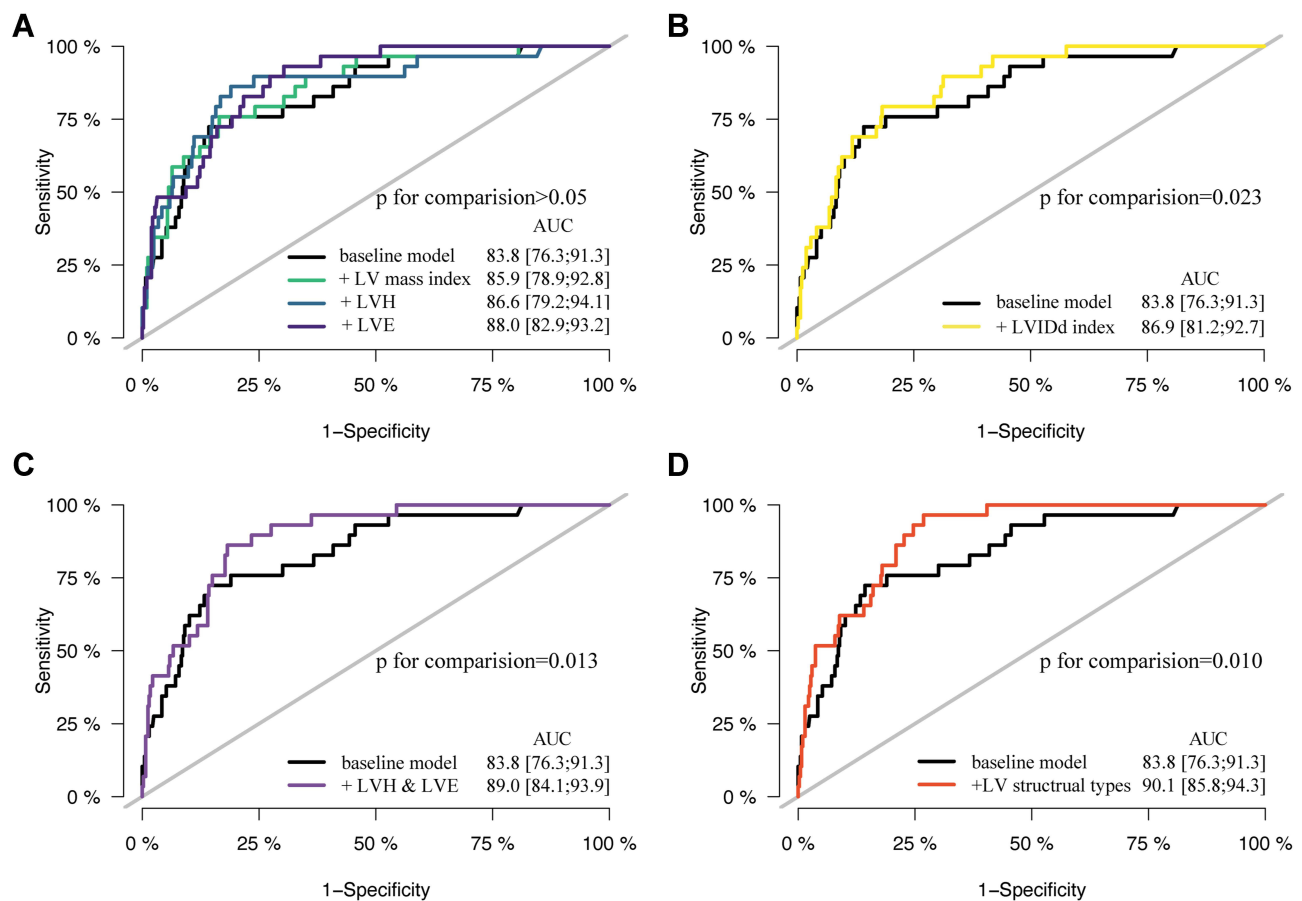 A
100 %
75 %
50 %
25 %
0 %
Sensitivity
p for comparision>0.05
AUC
baseline model 83.8 [76.3;91.3]
+ LV mass index 85.9 [78.9;92.8]
+ LVH 86.6 [79.2;94.1]
+ LVE 88.0 [82.9;93.2]
0 % 25 % 50 % 75 % 100 %
1−Specificity
B
100 %
75 %
50 %
25 %
0 %
Sensitivity
p for comparision=0.023
AUC
baseline model 83.8 [76.3;91.3]
+ LVIDd index 86.9 [81.2;92.7]
0 % 25 % 50 % 75 % 100 %
1−Specificity
C
100 %
75 %
50 %
25 %
0 %
Sensitivity
p for comparision=0.013
AUC
baseline model 83.8 [76.3;91.3]
+ LVH & LVE 89.0 [84.1;93.9]
0 % 25 % 50 % 75 % 100 %
1−Specificity
D
100 %
75 %
50 %
25 %
0 %
Sensitivity
p for comparision=0.010
AUC
baseline model 83.8 [76.3;91.3]
+LV structrual types 90.1 [85.8;94.3]
0 % 25 % 50 % 75 % 100 %
1−Specificity